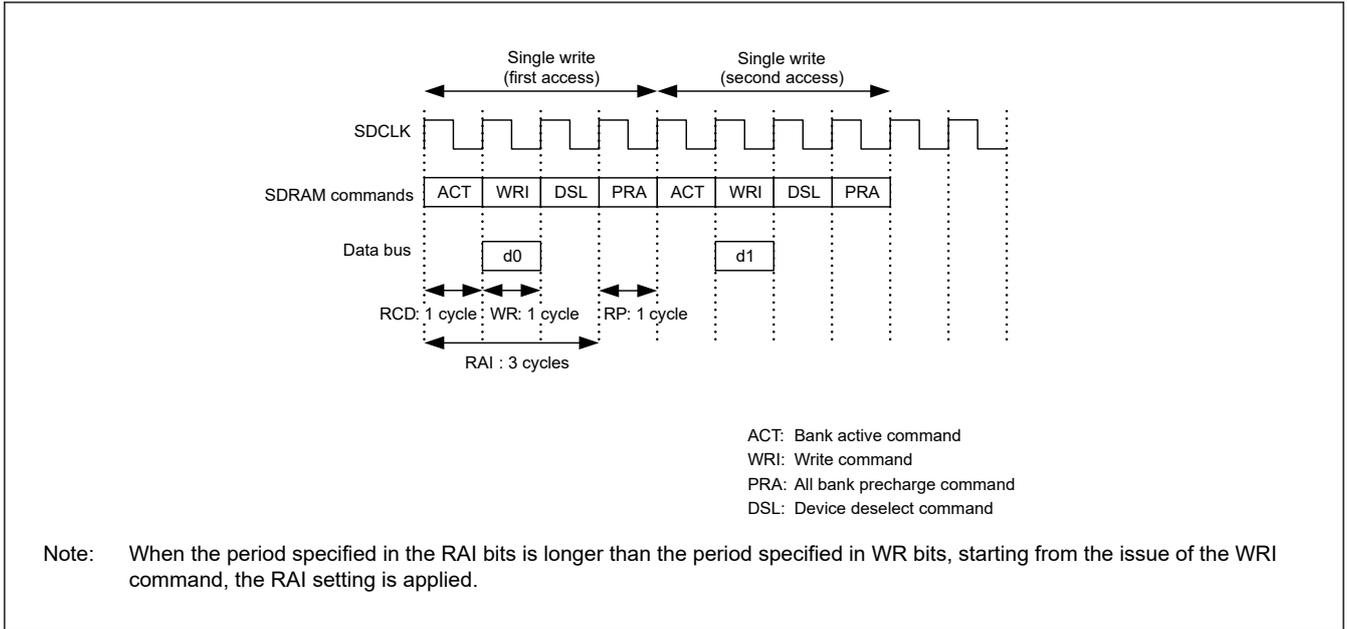 Single write
(first access)
Single write
(second access)
SDCLK
SDRAM commands
ACT WRI DSL PRA ACT WRI DSL PRA
Data bus
d0 d1
RCD: 1 cycle WR: 1 cycle RP: 1 cycle
RAI : 3 cycles
ACT: Bank active command
WRI: Write command
PRA: All bank precharge command
DSL: Device deselect command
Note: When the period specified in the RAI bits is longer than the period specified in WR bits, starting from the issue of the WRI
command, the RAI setting is applied.